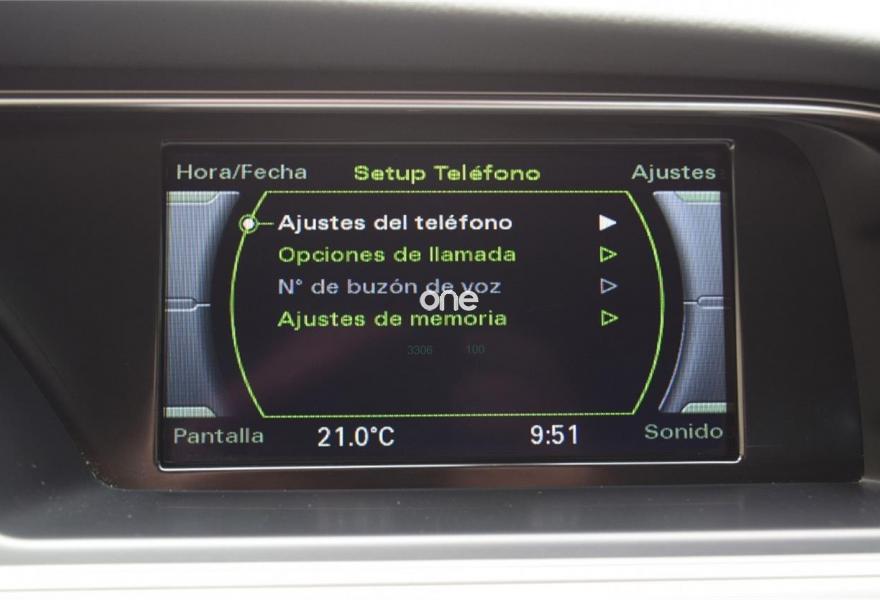 Hora/Fecha Setup Teléfono Ajustes
Ajustes del teléfono
Opciones de llamada
N° de buzón de voz
one
Ajustes de memoria
3306 100
Pantalla 21.0°C 9:51 Sonido